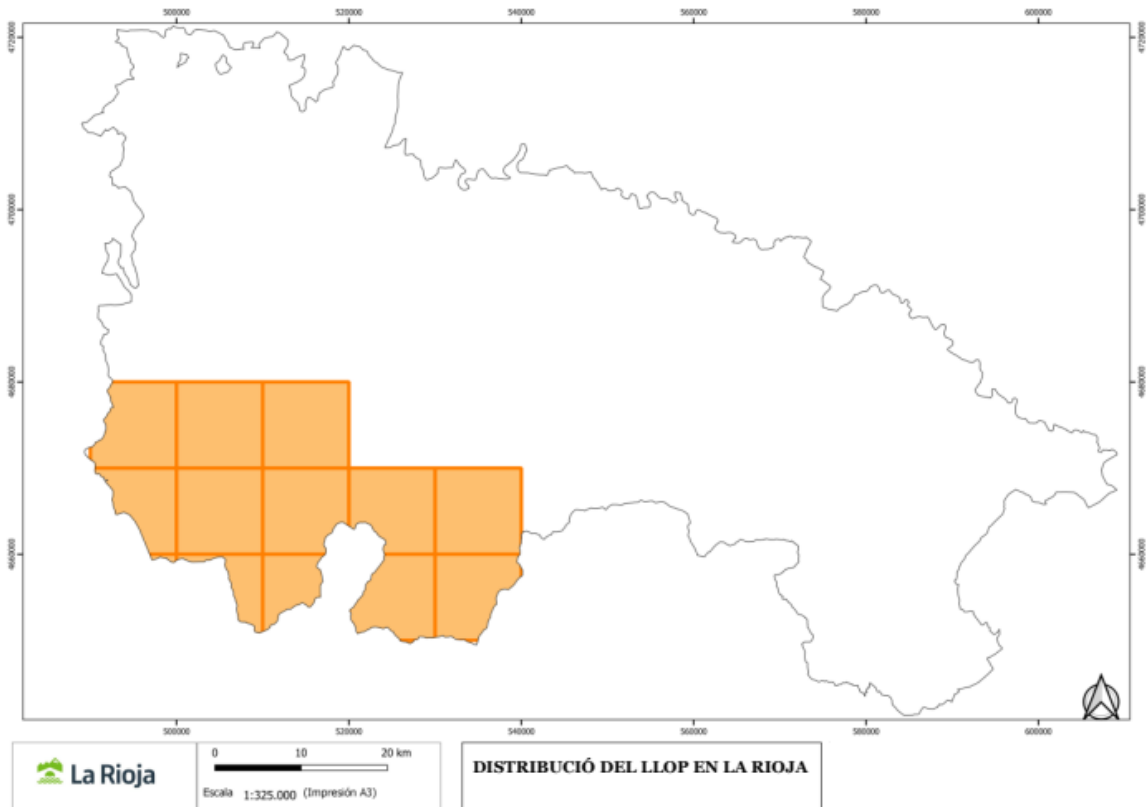 500000 520000 540000 560000 580000 600000
4720000 4720000
4700000 4700000
4680000 4680000
4660000 4660000
500000 520000 540000 560000 580000 600000
La Rioja
0 10 20 km
Escala 1:325.000 (Impresión A3)
DISTRIBUCIÓ DEL LLOP EN LA RIOJA